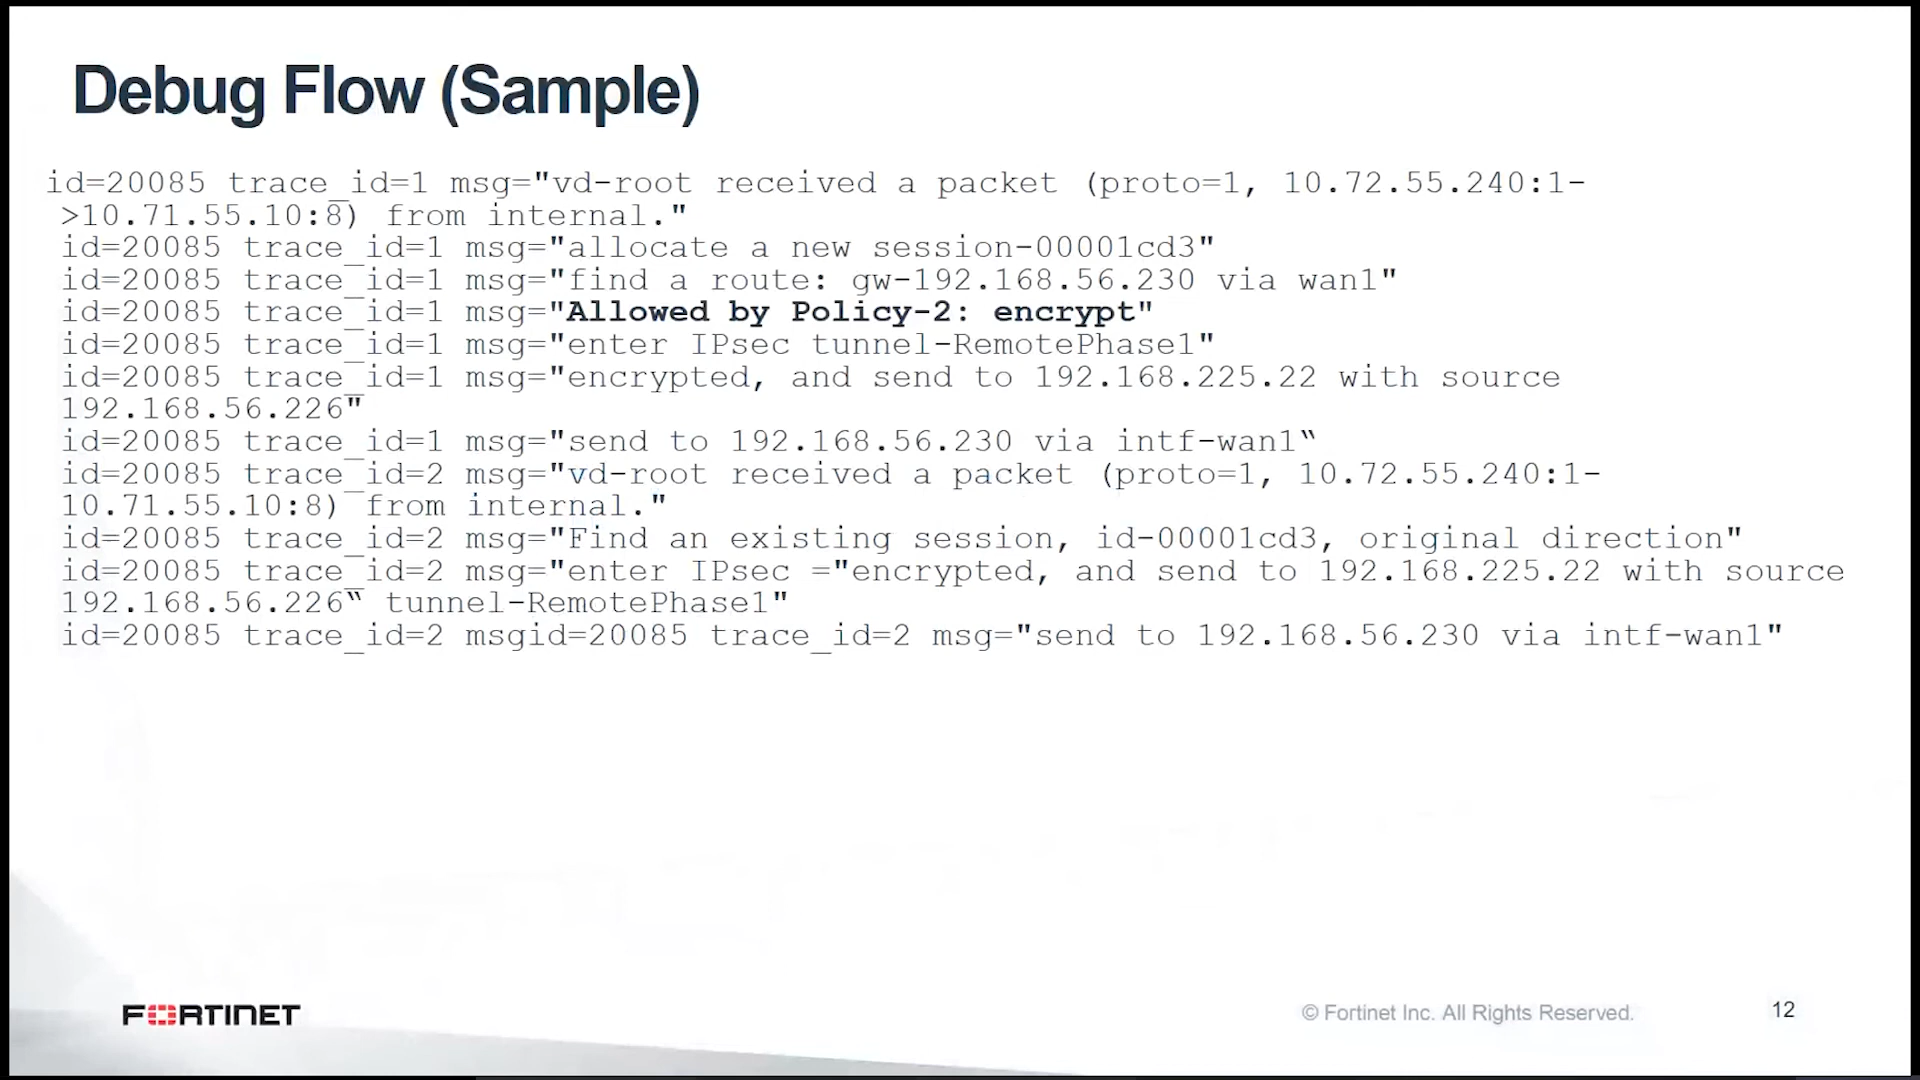 Debug Flow (Sample)
id=20085 trace_id=1 msg="vd-root received a packet (proto=1, 10.72.55.240:1-
>10.71.55.10:8) from internal."
id=20085 trace_id=1 msg="allocate a new session-00001cd3"
id=20085 trace_id=1 msg="find a route: gw-192.168.56.230 via wan1"
id=20085 trace_id=1 msg="Allowed by Policy-2: encrypt"
id=20085 trace_id=1 msg="enter IPsec tunnel-RemotePhase1"
id=20085 trace_id=1 msg="encrypted, and send to 192.168.225.22 with source
192.168.56.226"
id=20085 trace_id=1 msg="send to 192.168.56.230 via intf-wan1“
id=20085 trace_id=2 msg="vd-root received a packet (proto=1, 10.72.55.240:1-
10.71.55.10:8) from internal."
id=20085 trace_id=2 msg="Find an existing session, id-00001cd3, original direction"
id=20085 trace_id=2 msg="enter IPsec ="encrypted, and send to 192.168.225.22 with source
192.168.56.226“ tunnel-RemotePhase1"
id=20085 trace_id=2 msgid=20085 trace_id=2 msg="send to 192.168.56.230 via intf-wan1"
FORTINET
© Fortinet Inc. All Rights Reserved.
12